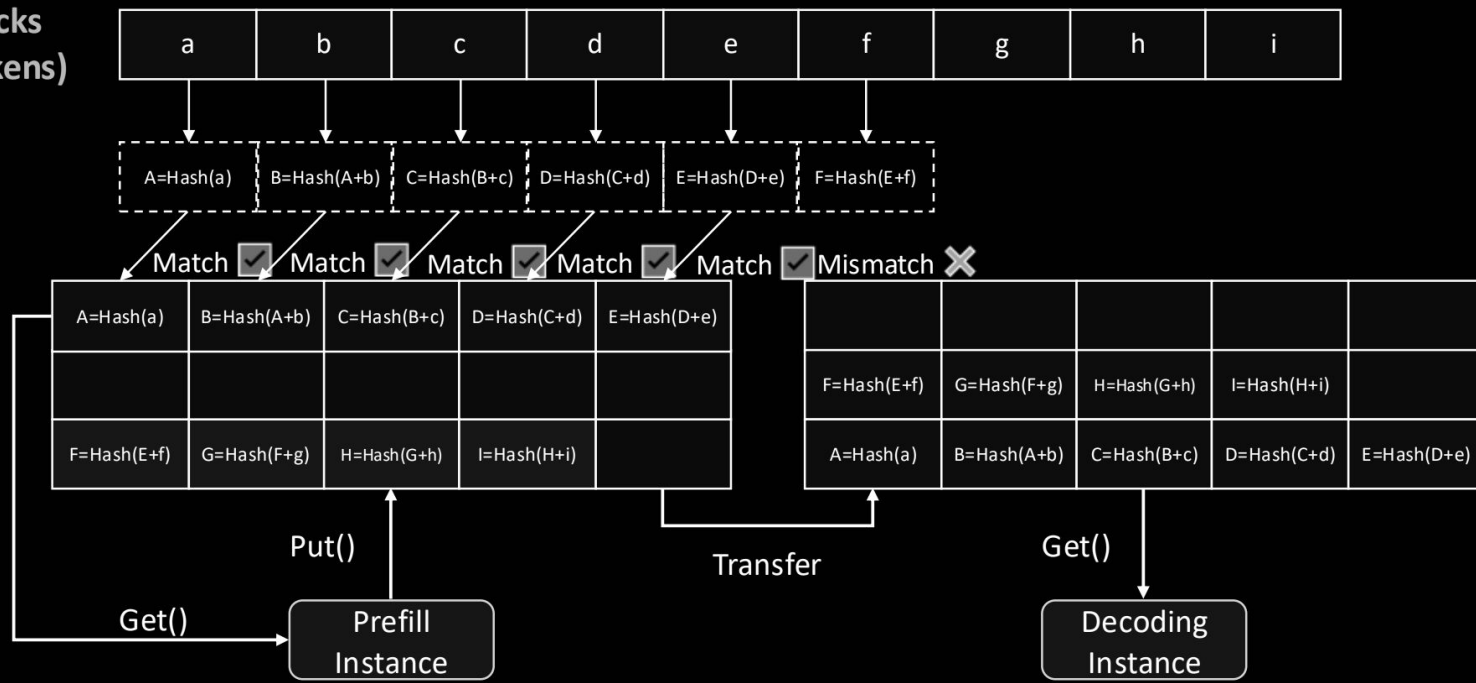 cks
kens)
a b c d e f g h i
A=Hash(a) B=Hash(A+b) C=Hash(B+c) D=Hash(C+d) E=Hash(D+e) F=Hash(E+f)
Match Match Match Match Match Mismatch
A=Hash(a) B=Hash(A+b) C=Hash(B+c) D=Hash(C+d) E=Hash(D+e)
F=Hash(E+f) G=Hash(F+g) H=Hash(G+h) I=Hash(H+i)
F=Hash(E+f) G=Hash(F+g) H=Hash(G+h) I=Hash(H+i)
A=Hash(a) B=Hash(A+b) C=Hash(B+c) D=Hash(C+d) E=Hash(D+e)
Put()
Transfer
Get()
Get()
Prefill
Instance
Decoding
Instance